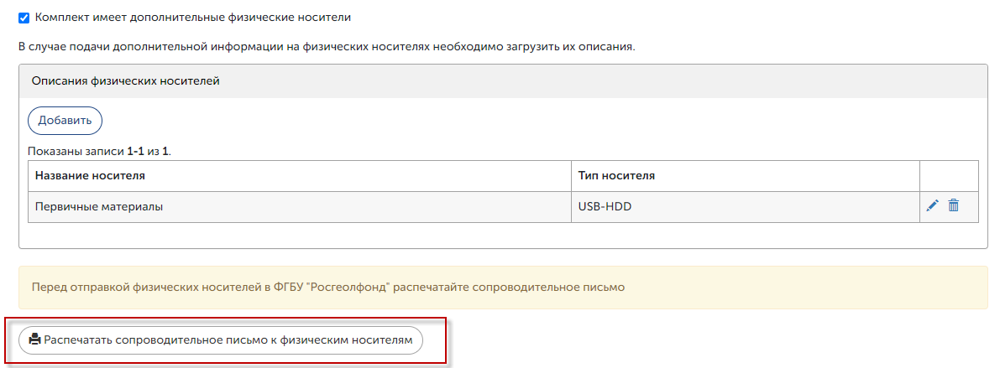 Комплект имеет дополнительные физические носители
В случае подачи дополнительной информации на физических носителях необходимо загрузить их описания.
Описания физических носителей
Добавить
Показаны записи 1-1 из 1.
Название носителя Тип носителя
Первичные материалы USB-HDD
Перед отправкой физических носителей в ФГБУ "Росгеолфонд" распечатайте сопроводительное письмо
Распечатать сопроводительное письмо к физическим носителям